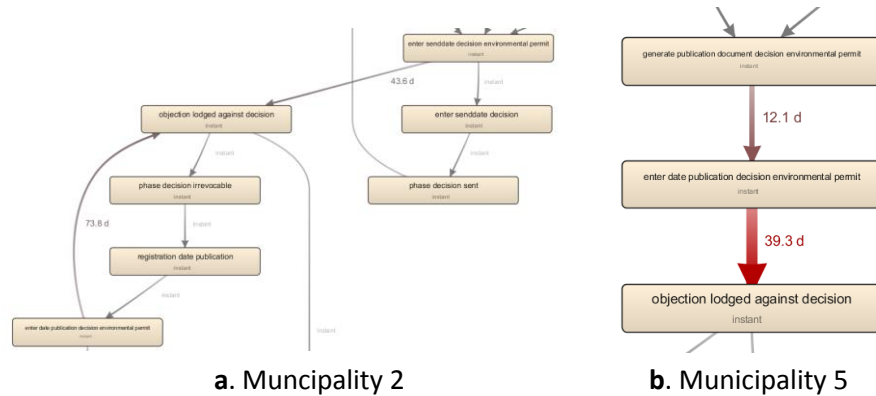 enter senddate decision environmental permit
instant
43.6 d
instant
objection lodged against decision
instant
enter senddate decision
instant
instant
instant
phase decision irrevocable
instant
phase decision sent
instant
73.8 d
instant
registration date publication
instant
instant
enter date publication decision environmental permit
instant
instant
a. Muncipality 2
generate publication document decision environmental permit
instant
12.1 d
enter date publication decision environmental permit
instant
39.3 d
objection lodged against decision
instant
b. Municipality 5